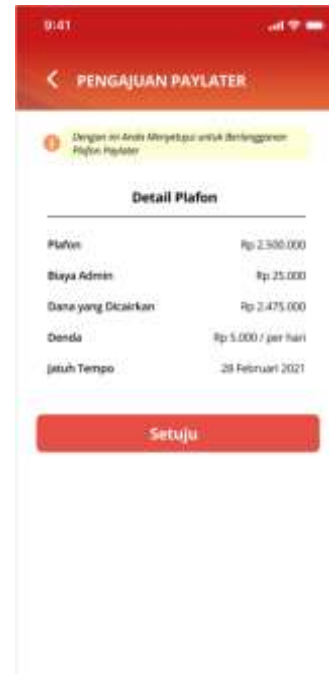 9:41
PENGAJUAN PAYLATER
Dengan ini Anda Menyetujui untuk Berlangganan
Plafon Paylater
Detail Plafon
Plafon Rp 2.500.000
Biaya Admin Rp 25.000
Dana yang Dicairkan Rp 2.475.000
Denda Rp 5.000 / per hari
Jatuh Tempo 28 Februari 2021
Setuju